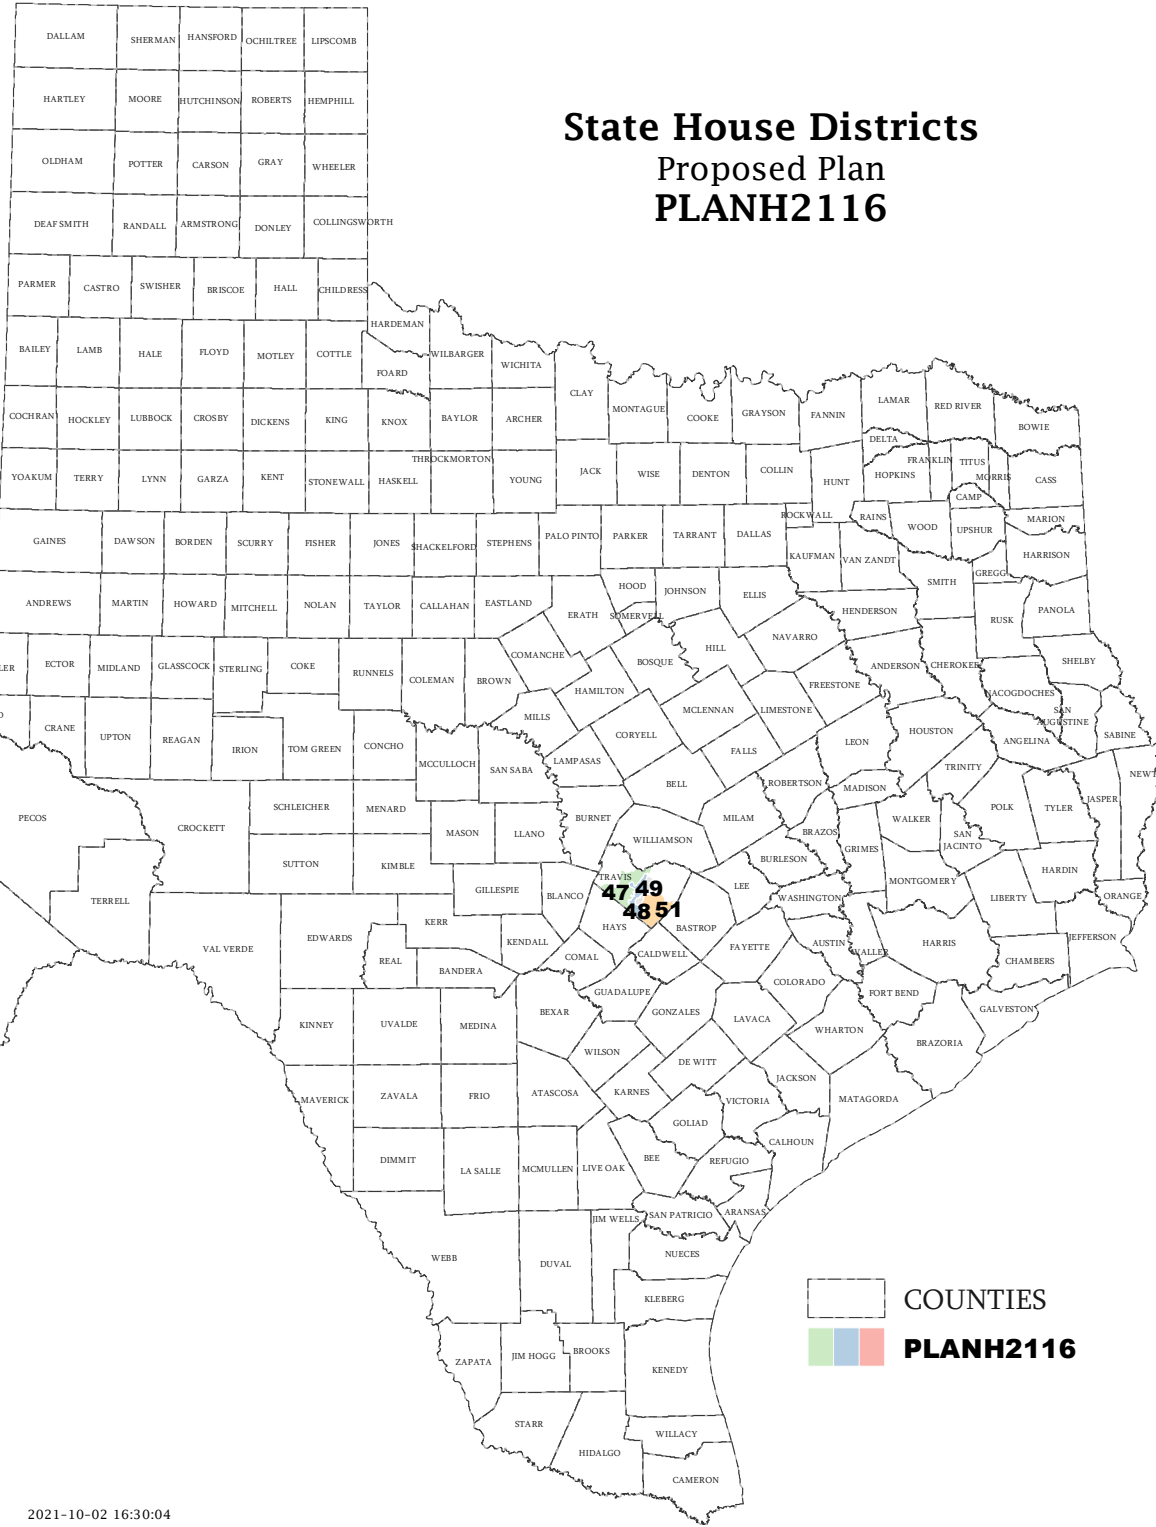 State House Districts
Proposed Plan
PLANH2116
DALLAM SHERMAN HANSFORD OCHILTREE LIPSCOMB
HARTLEY MOORE HUTCHINSON ROBERTS HEMPHILL
OLDHAM POTTER CARSON GRAY WHEELER
DEAF SMITH RANDALL ARMSTRONG DONLEY COLLINGSWORTH
PARMER CASTRO SWISHER BRISCOE HALL CHILDRESS
HARDEMAN
BAILEY LAMB HALE FLOYD MOTLEY COTTLE FOARD WILBARGER WICHITA
CLAY
COCHRAN HOCKLEY LUBBOCK CROSBY DICKENS KING KNOX BAYLOR ARCHER MONTAGUE COOKE GRAYSON FANNIN LAMAR RED RIVER BOWIE
DELTA
YOAKUM TERRY LYNN GARZA KENT STONEWALL HASKELL THROCKMORTON YOUNG JACK WISE DENTON COLLIN HUNT HOPKINS FRANKLIN TITUS MORRIS CASS
CAMP
ROCKWALL RAINS WOOD UPSHUR MARION
GAINES DAWSON BORDEN SCURRY FISHER JONES SHACKELFORD STEPHENS PALO PINTO PARKER TARRANT DALLAS KAUFMAN VAN ZANDT HARRISON
SMITH GREGG
ANDREWS MARTIN HOWARD MITCHELL NOLAN TAYLOR CALLAHAN EASTLAND ERATH HOOD SOMERVELL JOHNSON ELLIS HENDERSON RUSK PANOLA
LER ECTOR MIDLAND GLASSCOCK STERLING COKE RUNNELS COLEMAN BROWN COMANCHE BOSQUE HILL NAVARRO ANDERSON CHEROKEE SHELBY
HAMILTON FREESTONE NACOGDOCHES
CRANE UPTON REAGAN IRION TOM GREEN CONCHO MILLS MCLENNAN LIMESTONE SAN
AUGUSTINE
SABINE
CORYELL FALLS LEON HOUSTON ANGELINA
MCCULLOCH SAN SABA LAMPASAS BELL ROBERTSON MADISON TRINITY NEWT
PECOS CROCKETT SCHLEICHER MENARD MASON LLANO BURNET WILLIAMSON MILAM BRAZOS GRIMES WALKER SAN
JACINTO
POLK TYLER JASPER
SUTTON KIMBLE BURLESON HARDIN
TRAVIS
47 49
48 51
TERRELL GILLESPIE BLANCO LEE WASHINGTON MONTGOMERY LIBERTY ORANGE
VAL VERDE EDWARDS KERR HAYS BASTROP
REAL KENDALL COMAL CALDWELL FAYETTE AUSTIN WALLER HARRIS JEFFERSON
BANDERA GUADALUPE COLORADO CHAMBERS
KINNEY UVALDE MEDINA BEXAR GONZALES LAVACA FORT BEND GALVESTON
WILSON WHARTON BRAZORIA
DE WITT
MAVERICK ZAVALA FRIO ATASCOSA KARNES JACKSON
VICTORIA MATAGORDA
GOLIAD
CALHOUN
DIMMIT LA SALLE MCMULLEN LIVE OAK BEE REFUGIO
JIM WELLS SAN PATRICIO ARANSAS
WEBB DUVAL NUECES
KLEBERG
ZAPATA JIM HOGG BROOKS KENEDY
STARR HIDALGO WILLACY
CAMERON
COUNTIES
PLANH2116
2021-10-02 16:30:04